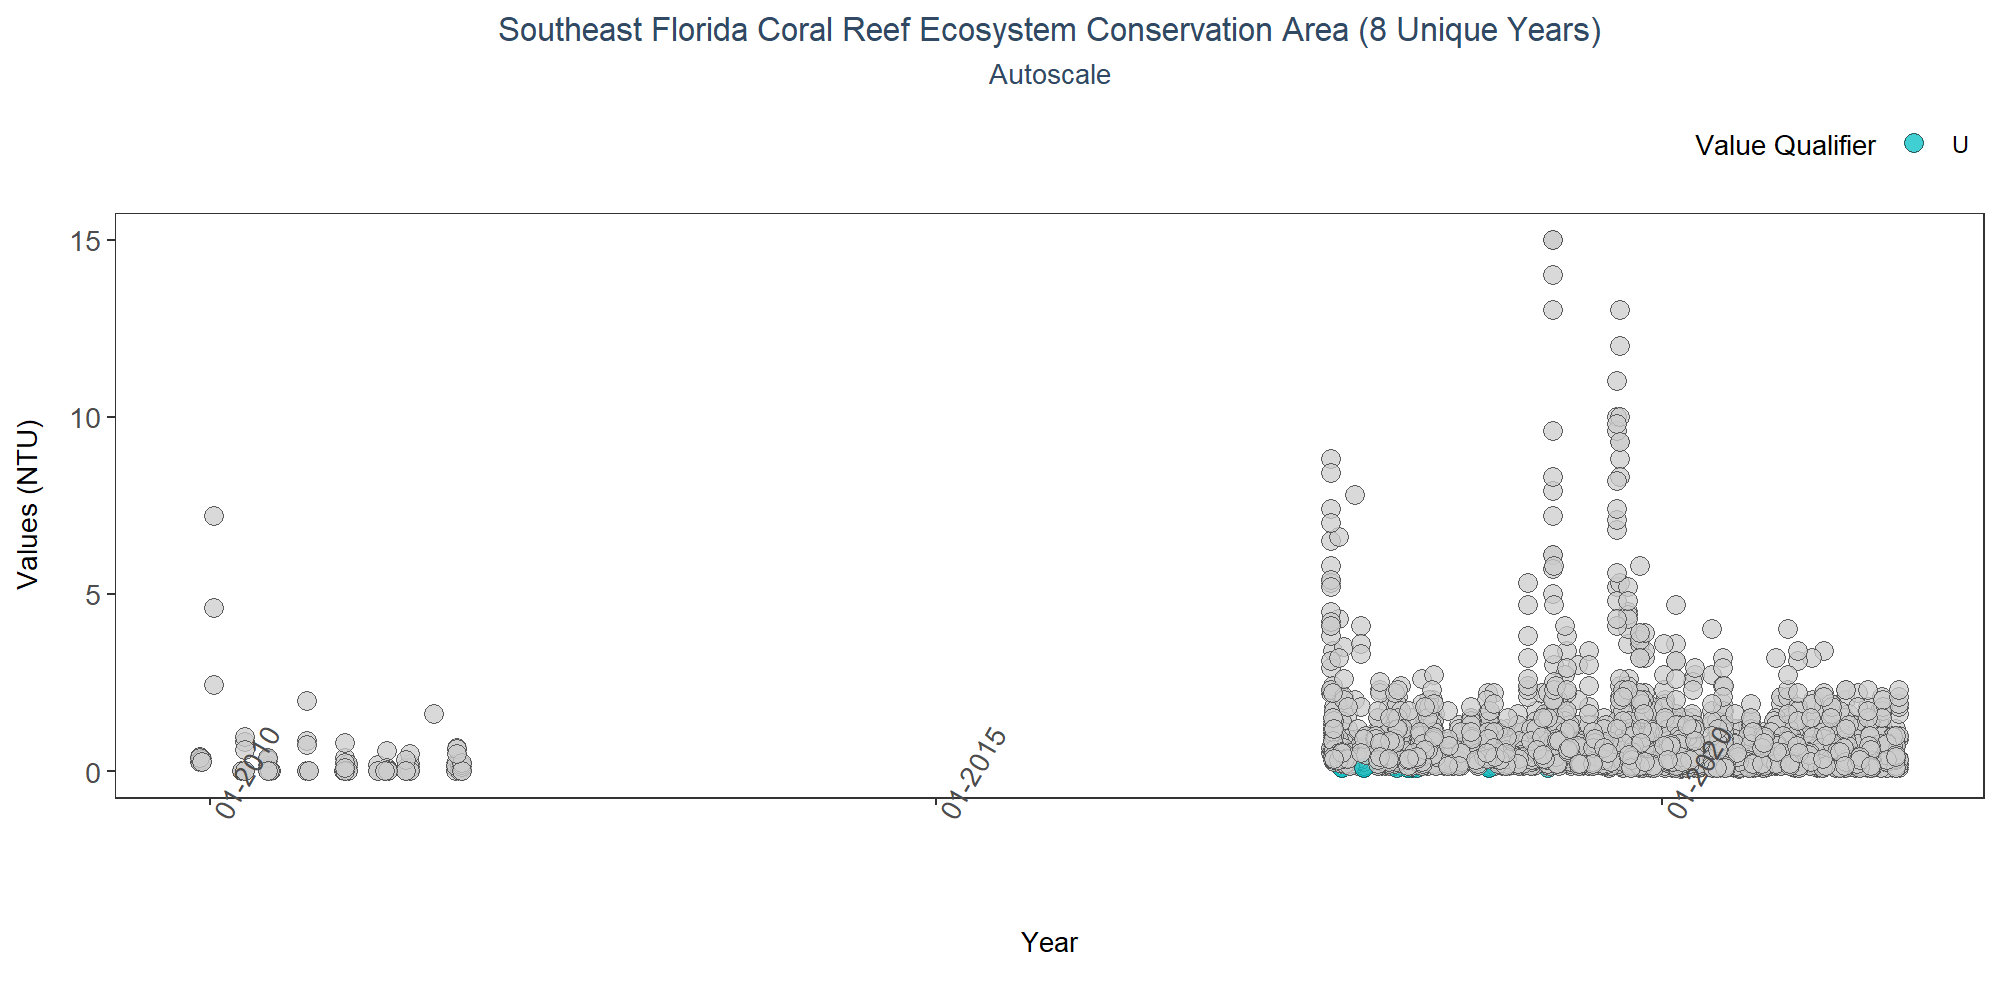 Southeast Florida Coral Reef Ecosystem Conservation Area (8 Unique Years)
Autoscale
Value Qualifier U
Values (NTU)
15
10
5
0
01-2010
01-2015
01-2020
Year